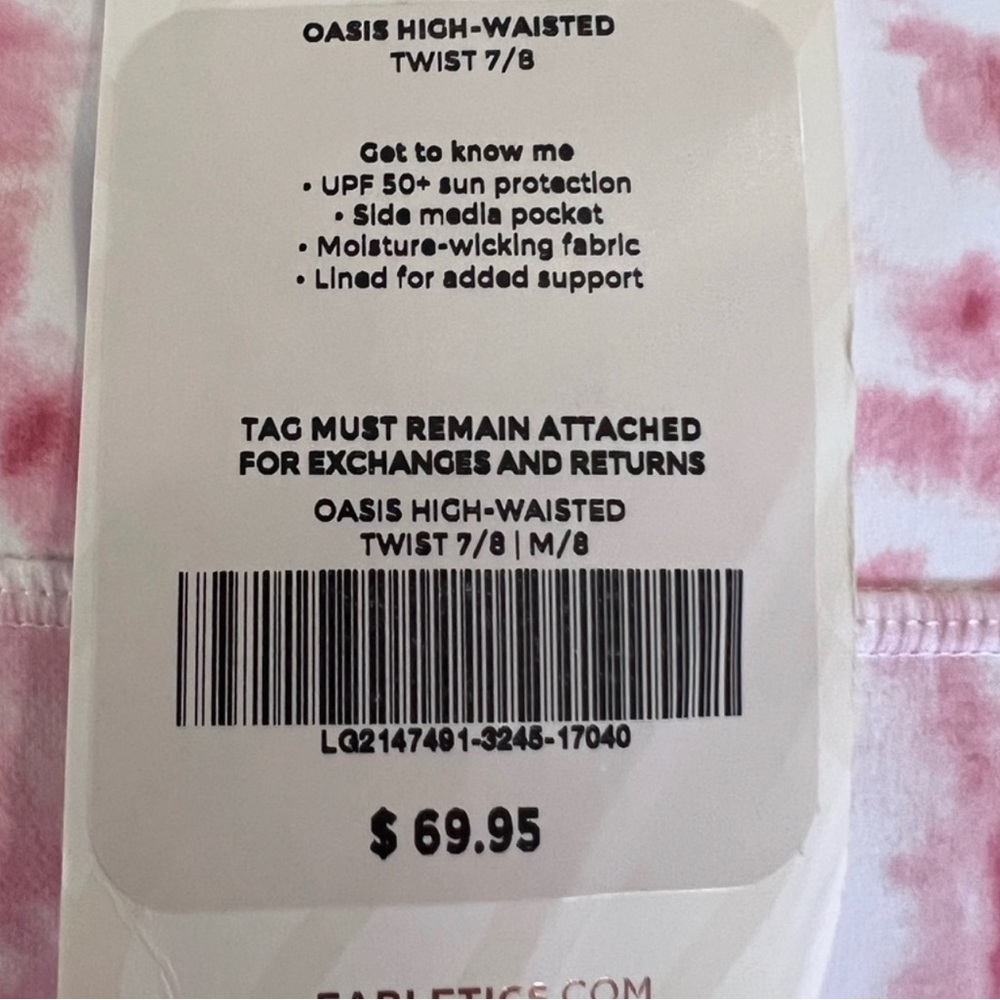 OASIS HIGH-WAISTED
TWIST 7/8
Get to know me
• UPF 50+ sun protection
• Side media pocket
• Moisture-wicking fabric
• Lined for added support
TAG MUST REMAIN ATTACHED
FOR EXCHANGES AND RETURNS
OASIS HIGH-WAISTED
TWIST 7/8 | M/8
LG2147491-3245-17040
$ 69.95
FABLETICS.COM